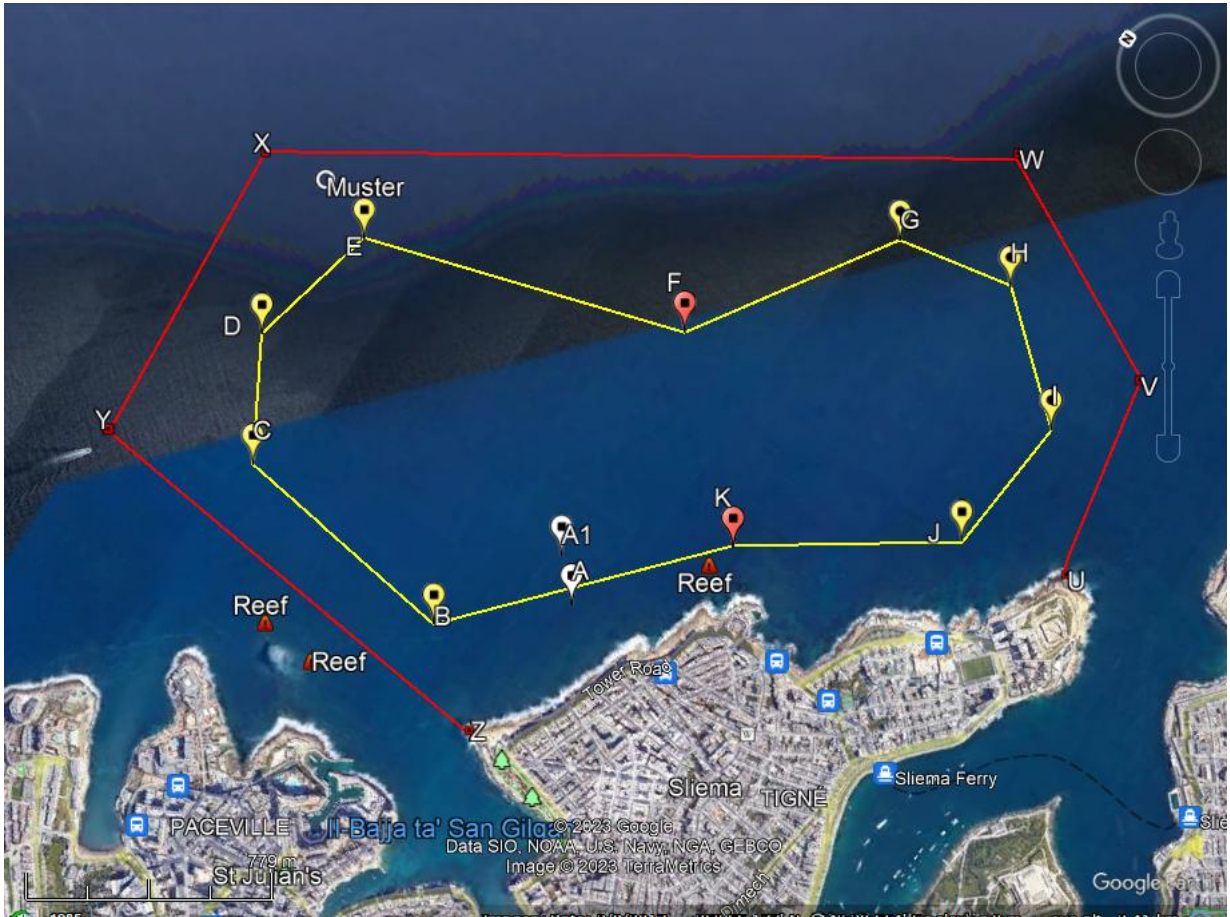 N
X
W
Muster
G
E
H
F
D
I
V
Y
C
K
A1
J
A
Reef
U
Reef
B
Reef
Tower Road
Z
Sliema Ferry
Sliema
TIGNÉ
PACEVILLE
Il-Bajja ta' San Ġiljan
© 2023 Google
Data SIO, NOAA, U.S. Navy, NGA, GEBCO
779 m
Image © 2023 TerraMetrics
St Julian's
Google Earth
1985